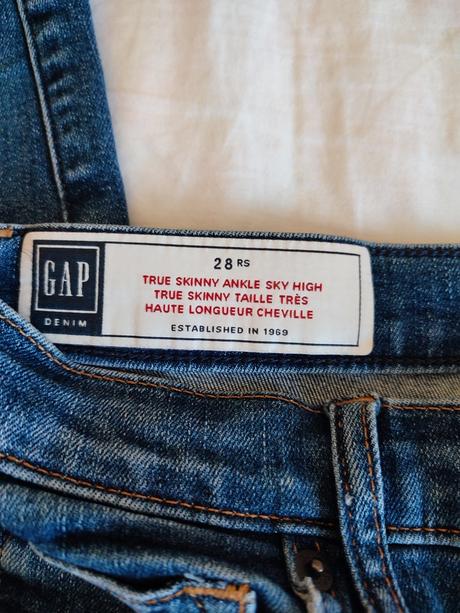 GAP
DENIM
28 RS
TRUE SKINNY ANKLE SKY HIGH
TRUE SKINNY TAILLE TRÈS
HAUTE LONGUEUR CHEVILLE
ESTABLISHED IN 1969